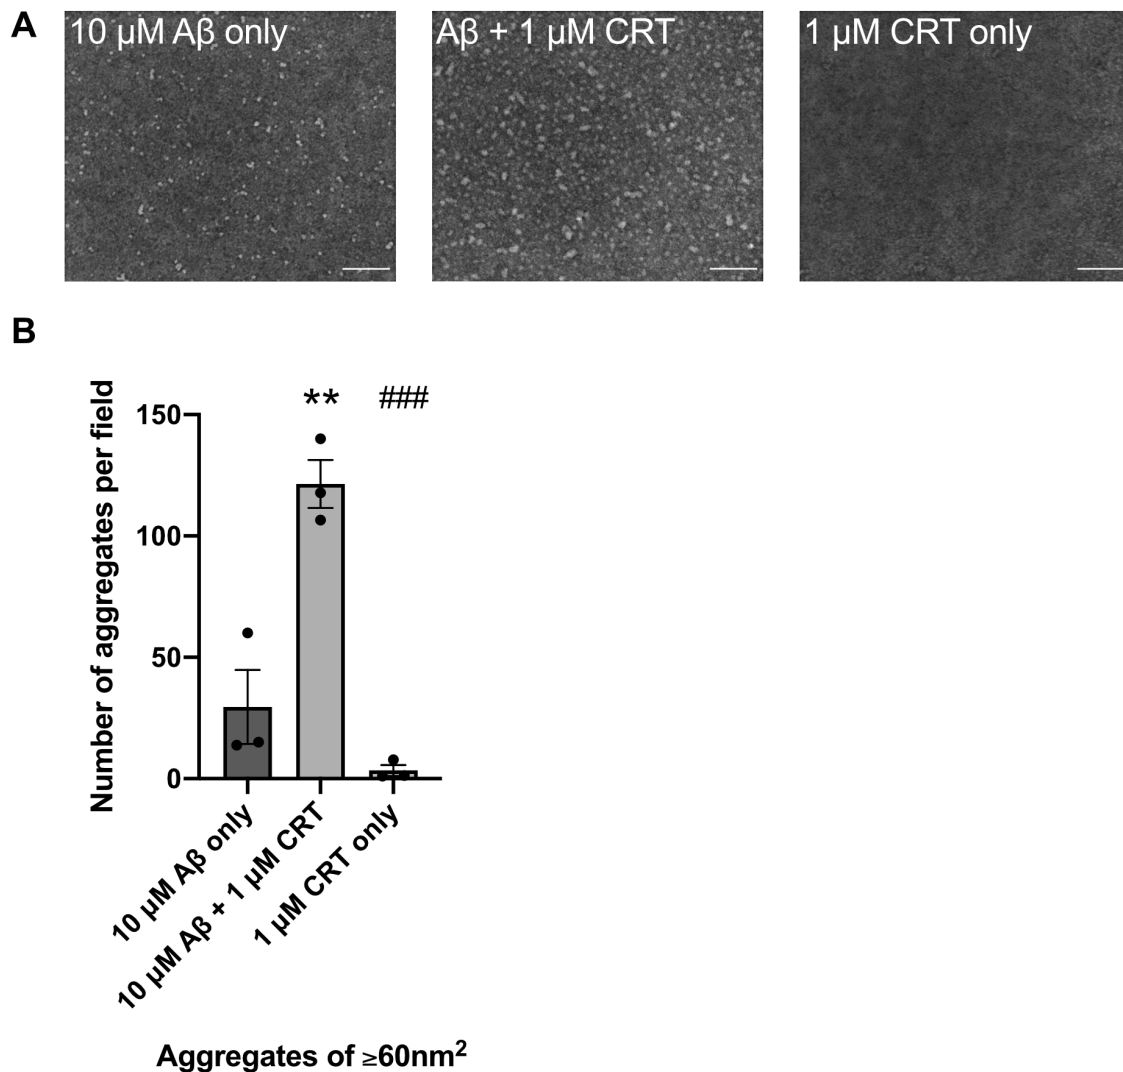 A
10 μM Aβ only
Aβ + 1 μM CRT
1 μM CRT only
B
Number of aggregates per field
150
100
50
0
**
###
10 μM Aβ only
10 μM Aβ + 1 μM CRT
1 μM CRT only
Aggregates of ≥60nm²